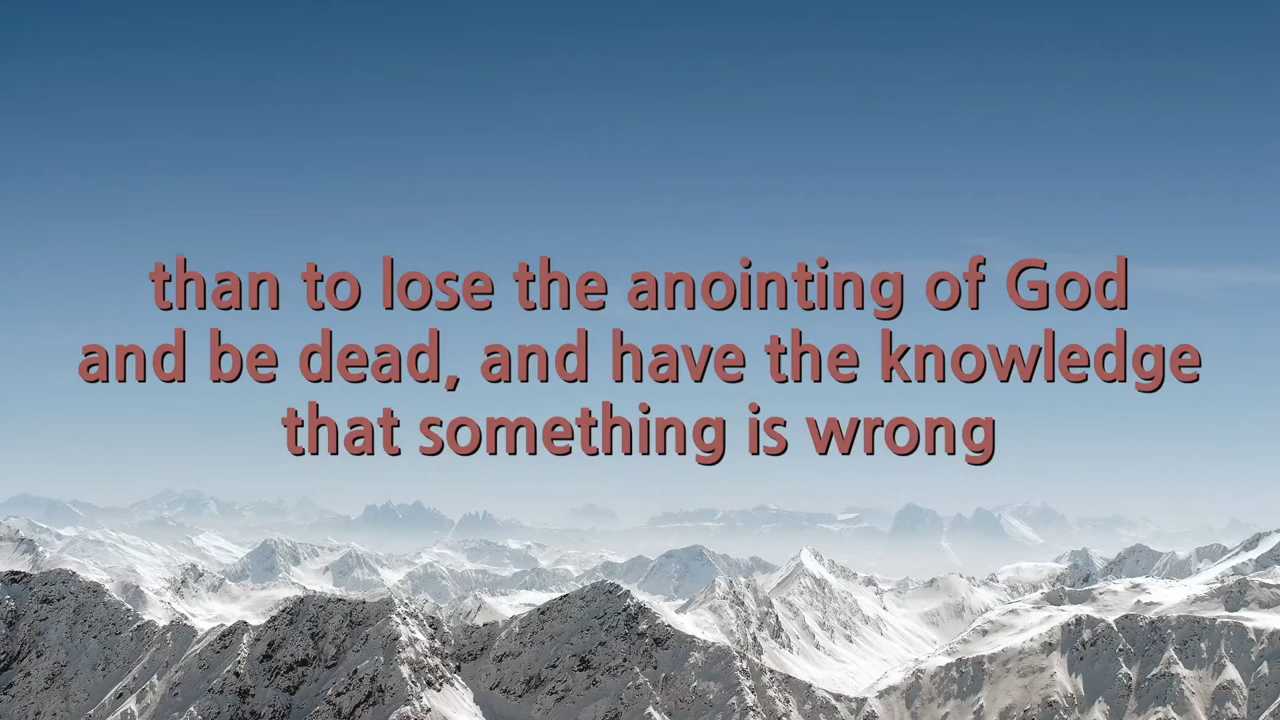 than to lose the anointing of God
and be dead, and have the knowledge
that something is wrong